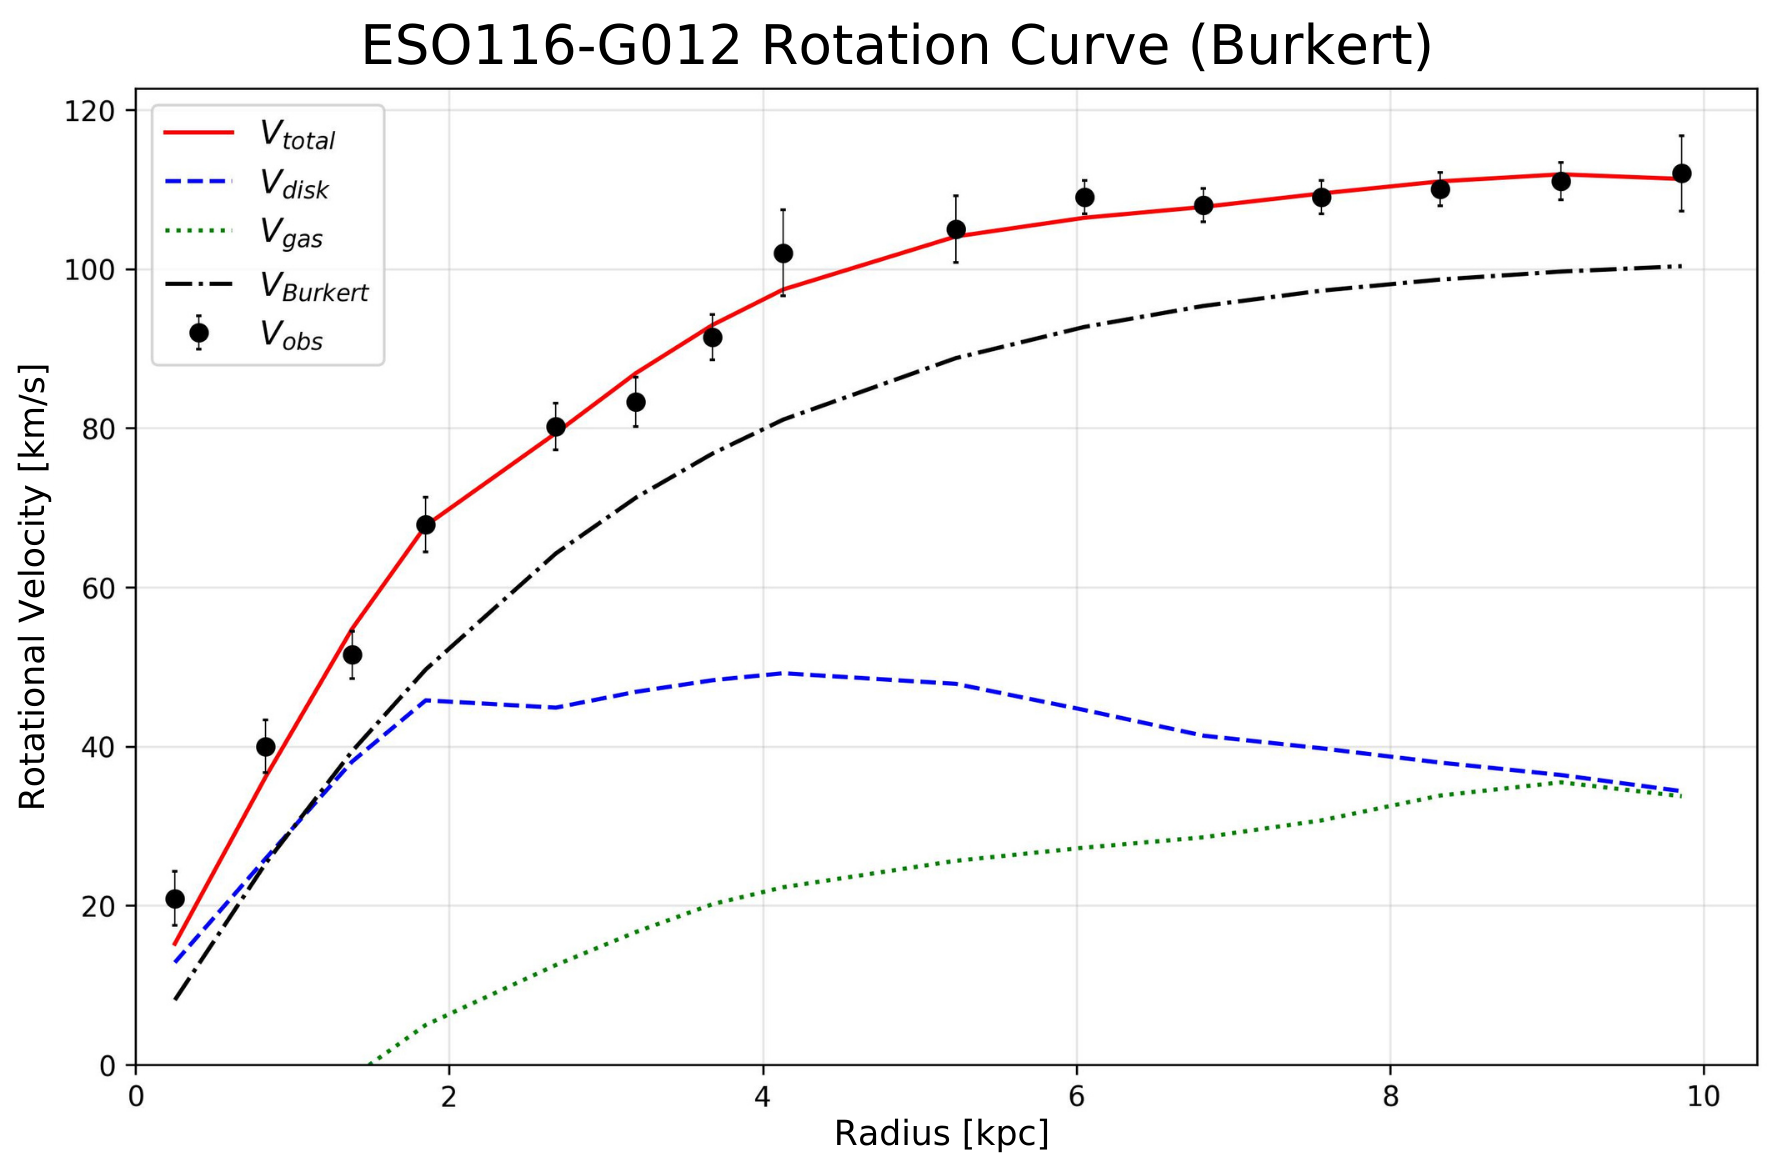 ESO116-G012 Rotation Curve (Burkert)
120
100
80
60
40
20
0
Rotational Velocity [km/s]
V_total
V_disk
V_gas
V_Burkert
V_obs
0 2 4 6 8 10
Radius [kpc]